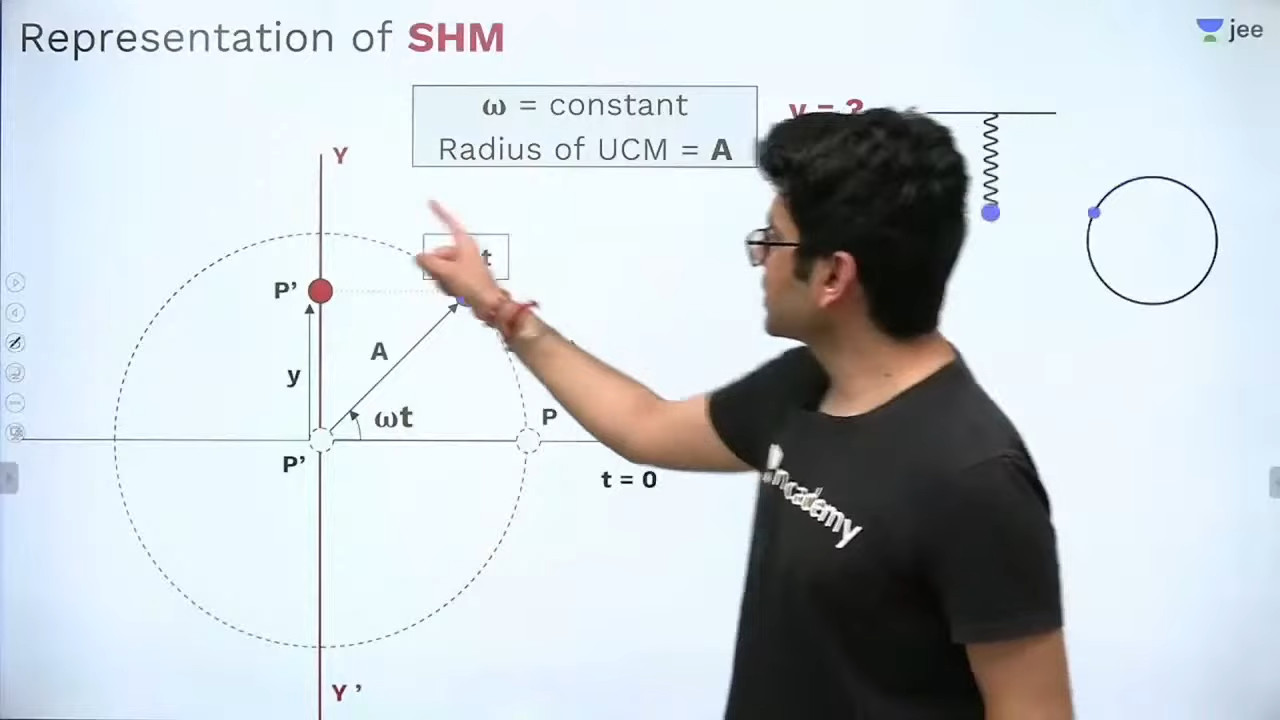 Representation of SHM
jee
ω = constant
Radius of UCM = A
Y
t
P’
A
y
ωt
P
P’
t = 0
Y ’